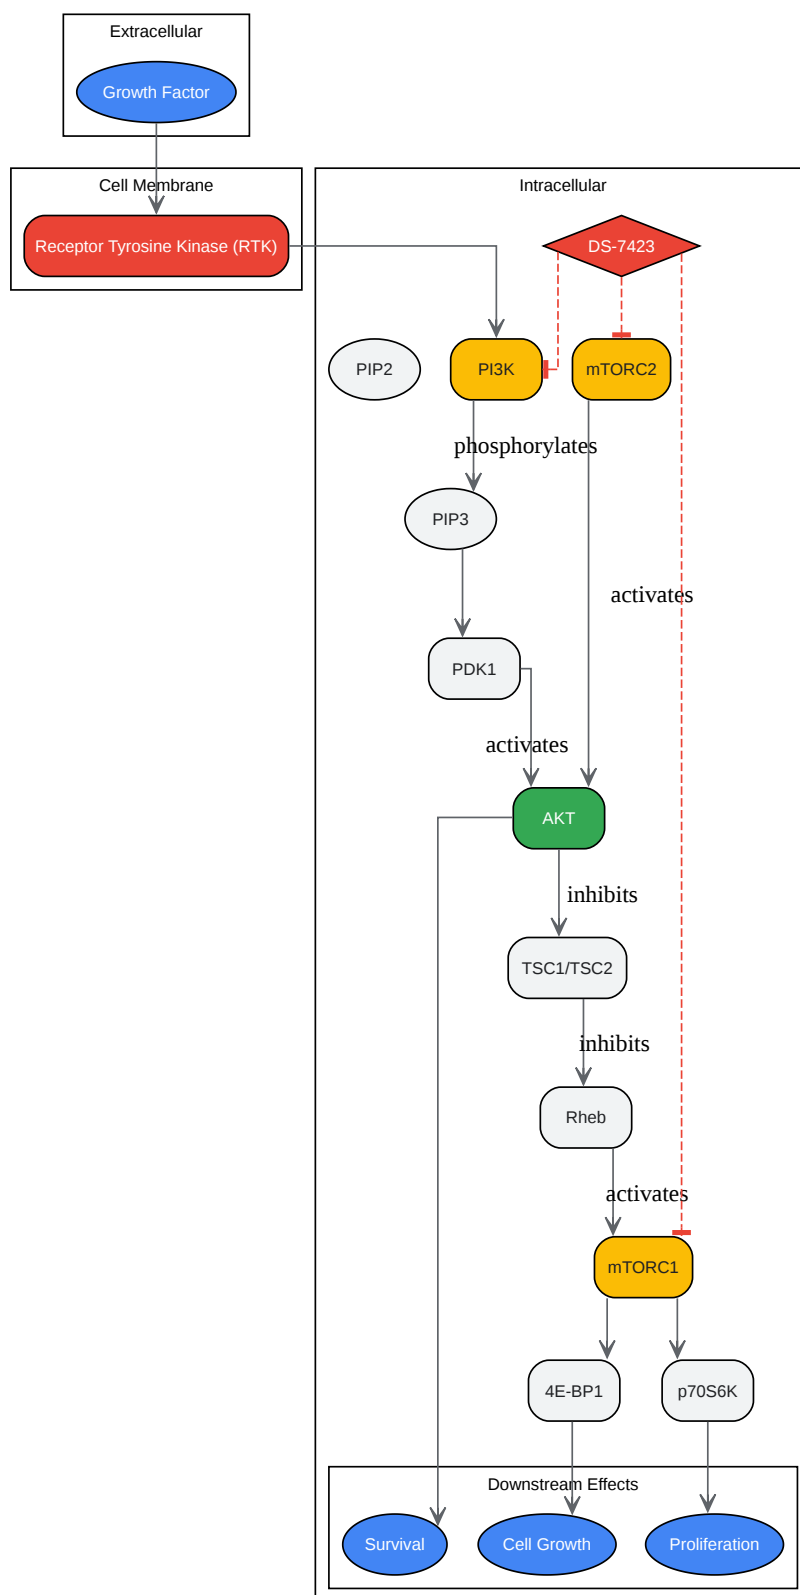 Extracellular
Growth Factor
Cell Membrane
Intracellular
Receptor Tyrosine Kinase (RTK)
DS-7423
PIP2
PI3K
mTORC2
phosphorylates
PIP3
activates
PDK1
activates
AKT
inhibits
TSC1/TSC2
inhibits
Rheb
activates
mTORC1
4E-BP1
p70S6K
Downstream Effects
Survival
Cell Growth
Proliferation